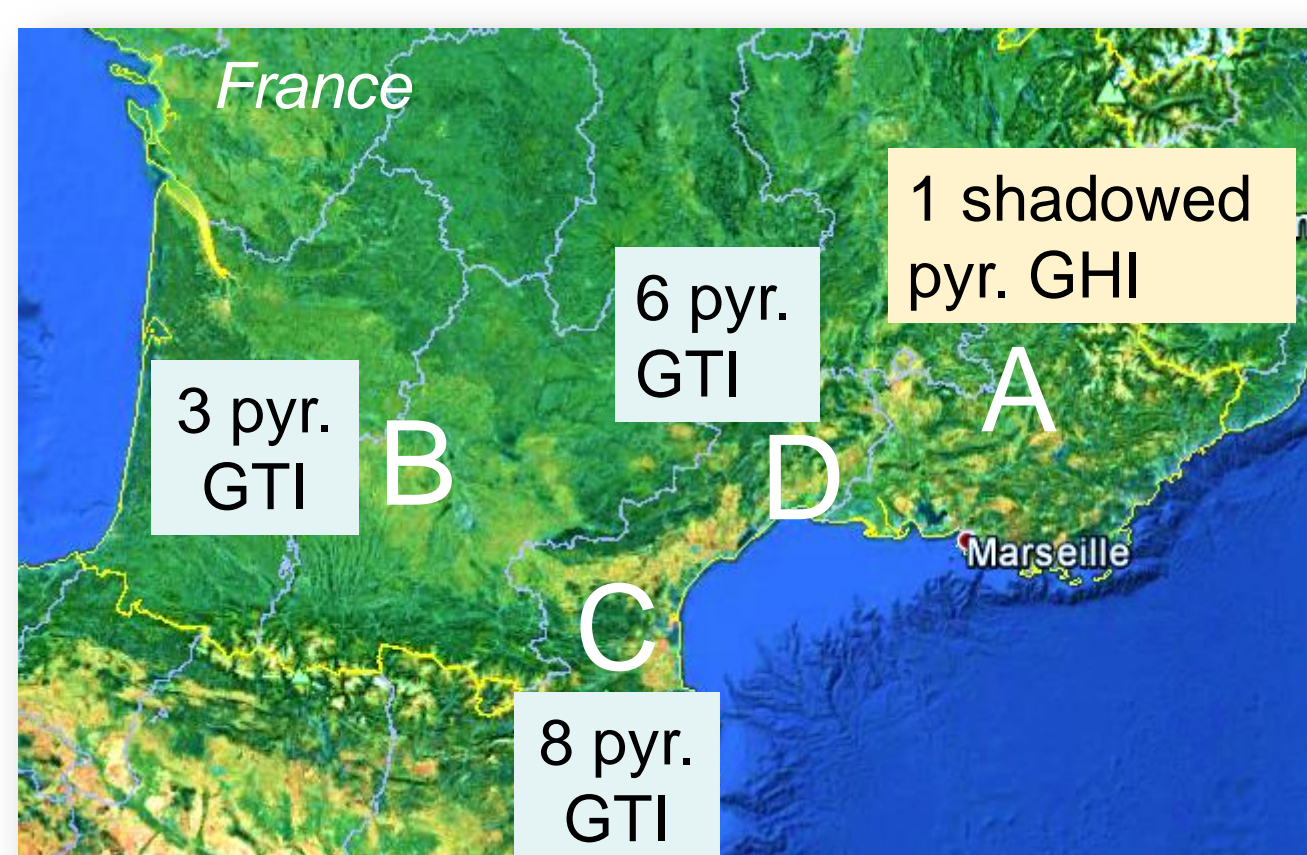 France
1 shadowed
pyr. GHI
6 pyr.
GTI
A
3 pyr.
GTI
B
D
Marseille
C
8 pyr.
GTI